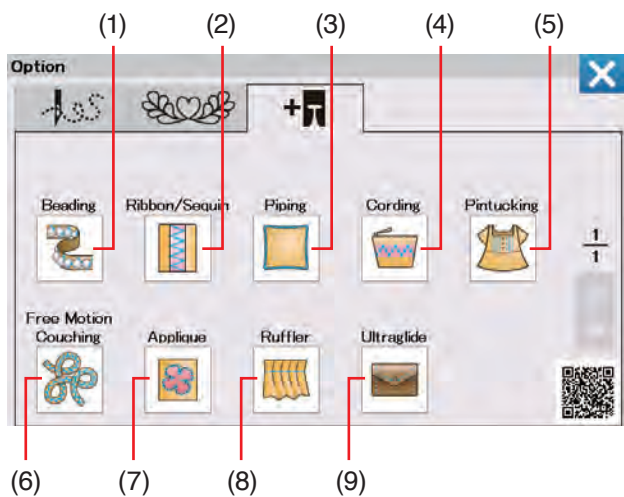 (1) (2) (3) (4) (5)
Option
Beading Ribbon/Sequin Piping Cording Pintucking
1
1
Free Motion
Couching Applique Ruffler Ultraglide
(6) (7) (8) (9)